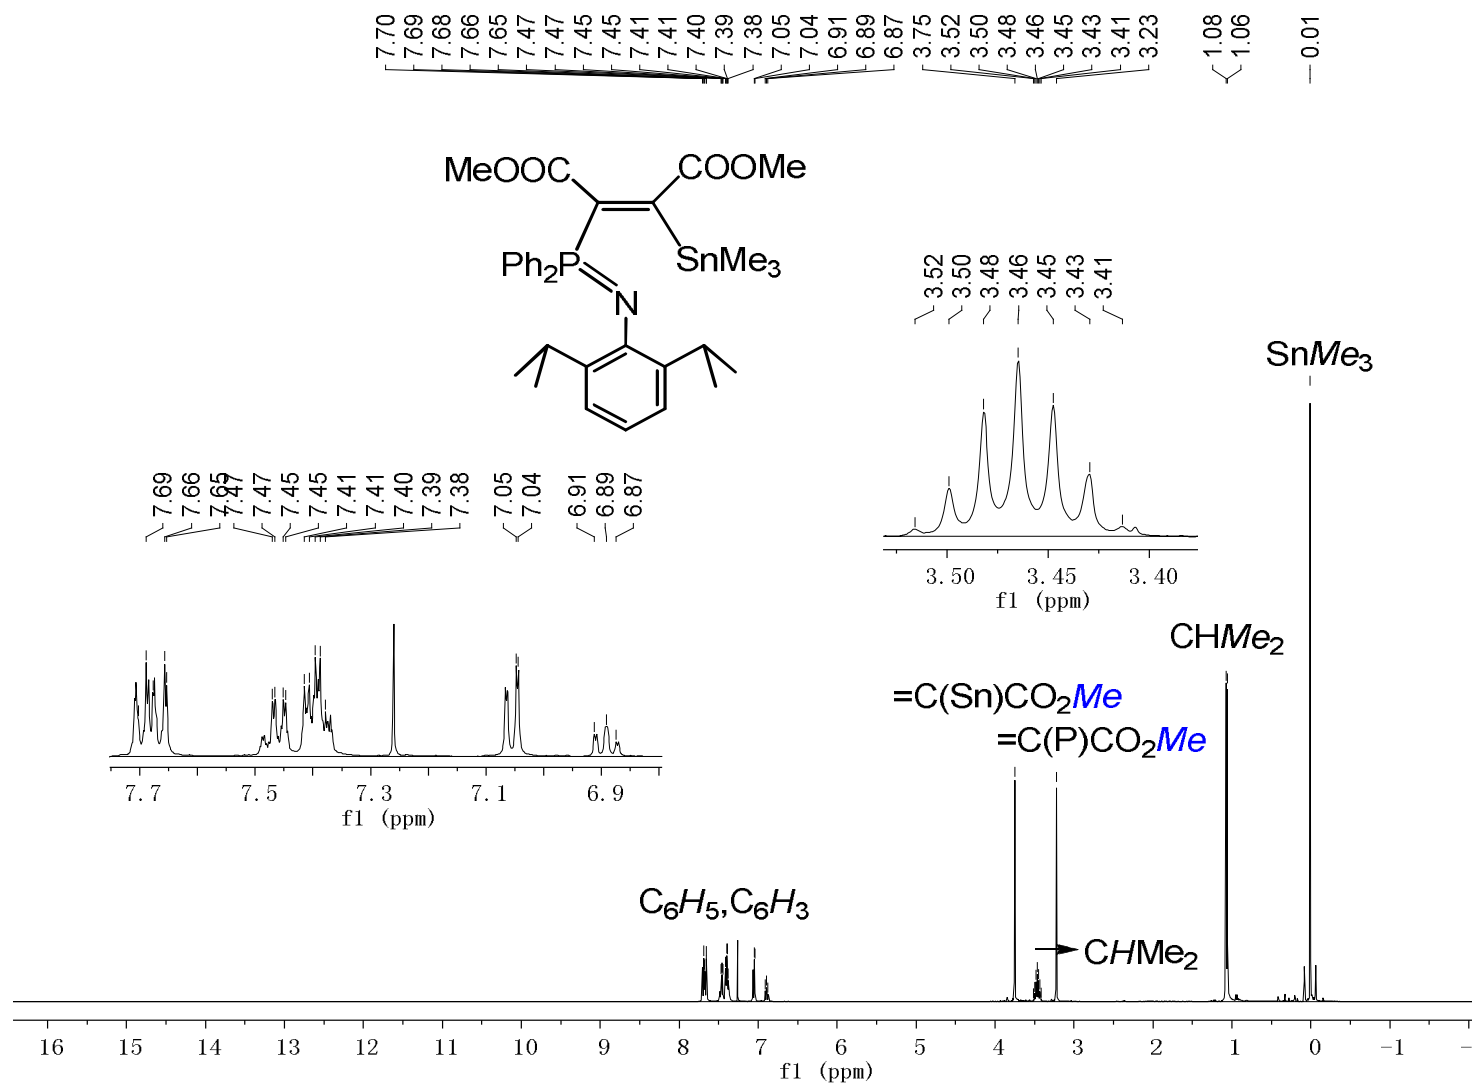 7.70 7.69 7.68 7.66 7.65 7.47 7.47 7.45 7.45 7.41 7.41 7.40 7.39 7.38 7.05 7.04 6.91 6.89 6.87 3.75 3.52 3.50 3.48 3.46 3.45 3.43 3.41 3.23 1.08 1.06 0.01
MeOOC COOMe
Ph2P SnMe3
N
3.52 3.50 3.48 3.46 3.45 3.43 3.41
SnMe3
7.69 7.66 7.65 7.47 7.47 7.45 7.45 7.41 7.41 7.40 7.39 7.38 7.05 7.04 6.91 6.89 6.87
3.50 3.45 3.40
f1 (ppm)
CHMe2
=C(Sn)CO2Me
=C(P)CO2Me
7.7 7.5 7.3 7.1 6.9
f1 (ppm)
C6H5,C6H3
CHMe2
16 15 14 13 12 11 10 9 8 7 6 5 4 3 2 1 0 -1 -
f1 (ppm)